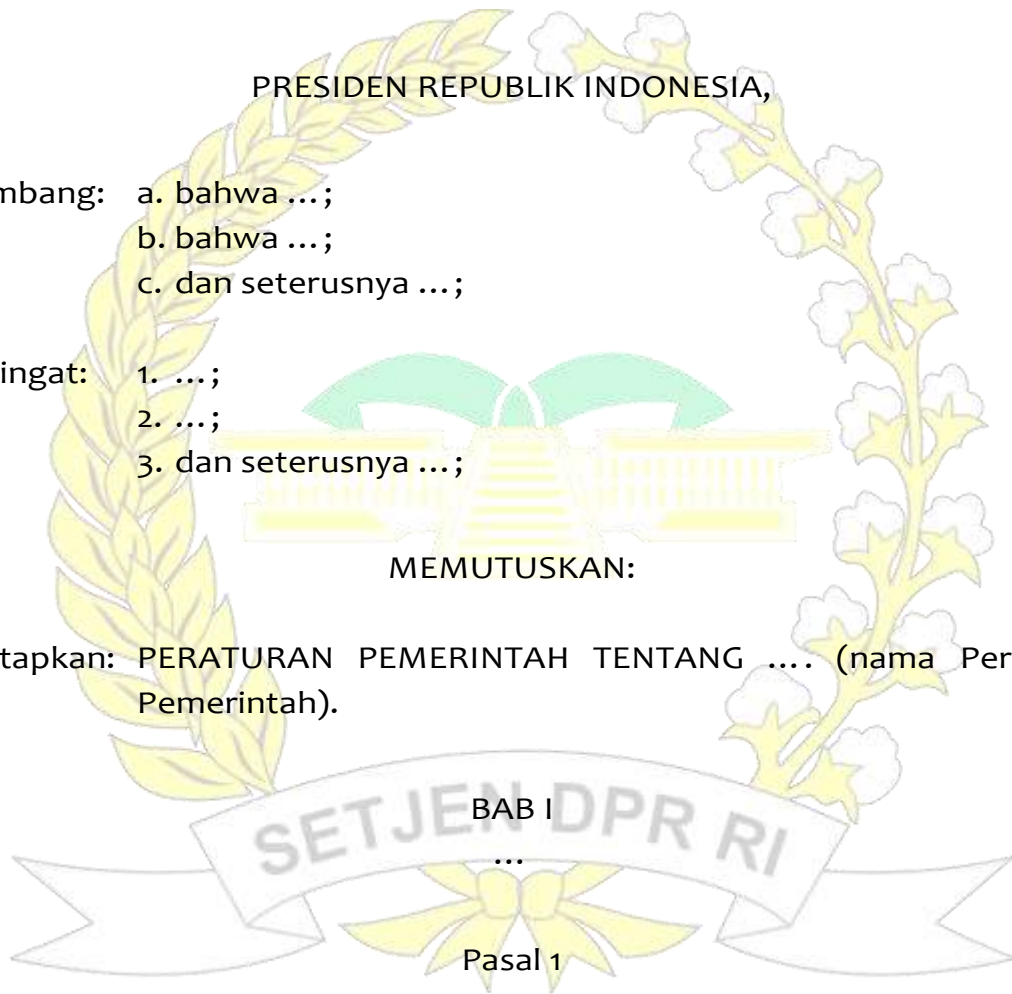 PRESIDEN REPUBLIK INDONESIA,
mbang: a. bahwa …;
b. bahwa …;
c. dan seterusnya …;
ingat: 1. …;
2. …;
3. dan seterusnya …;
MEMUTUSKAN:
tapkan: PERATURAN PEMERINTAH TENTANG …. (nama Per
Pemerintah).
BAB I
SETJEN DPR RI
…
Pasal 1